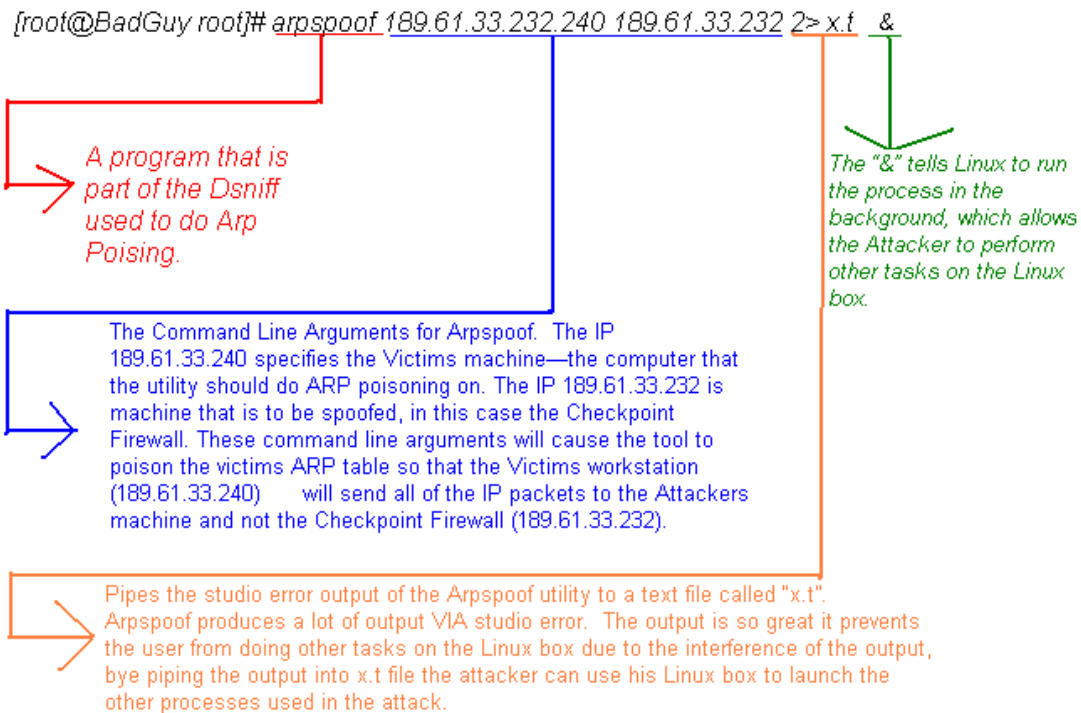 [root@BadGuy root]# arpspoof 189.61.33.232.240 189.61.33.232 2> x.t &
A program that is
part of the Dsniff
used to do Arp
Poising.
The "&" tells Linux to run
the process in the
background, which allows
the Attacker to perform
other tasks on the Linux
box.
The Command Line Arguments for Arpspoof. The IP
189.61.33.240 specifies the Victims machine—the computer that
the utility should do ARP poisoning on. The IP 189.61.33.232 is
machine that is to be spoofed, in this case the Checkpoint
Firewall. These command line arguments will cause the tool to
poison the victims ARP table so that the Victims workstation
(189.61.33.240) will send all of the IP packets to the Attackers
machine and not the Checkpoint Firewall (189.61.33.232).
Pipes the studio error output of the Arpspoof utility to a text file called "x.t".
Arpspoof produces a lot of output VIA studio error. The output is so great it prevents
the user from doing other tasks on the Linux box due to the interference of the output,
bye piping the output into x.t file the attacker can use his Linux box to launch the
other processes used in the attack.